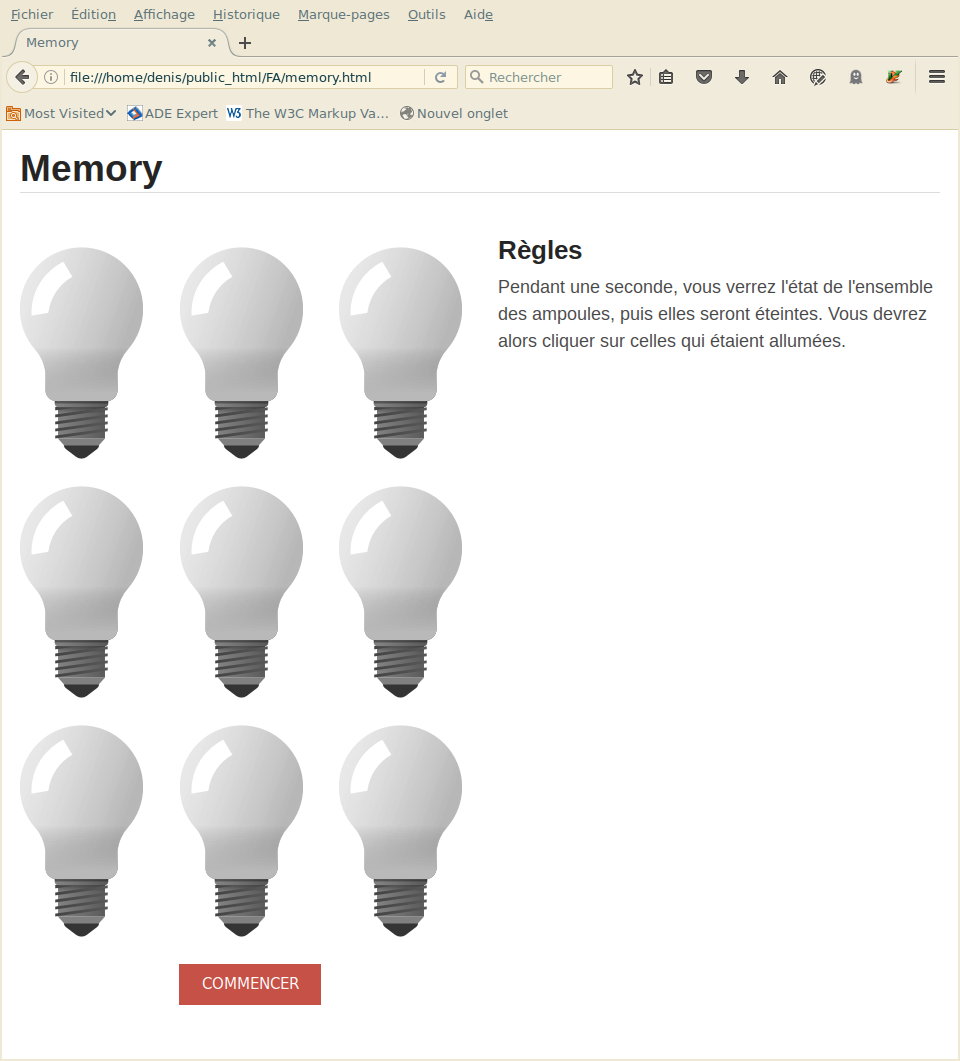 Fichier Édition Affichage Historique Marque-pages Outils Aide
Memory
file:///home/denis/public_html/FA/memory.html Rechercher
Most Visited ADE Expert W3 The W3C Markup Va... Nouvel onglet
Memory
Règles
Pendant une seconde, vous verrez l'état de l'ensemble
des ampoules, puis elles seront éteintes. Vous devrez
alors cliquer sur celles qui étaient allumées.
COMMENCER